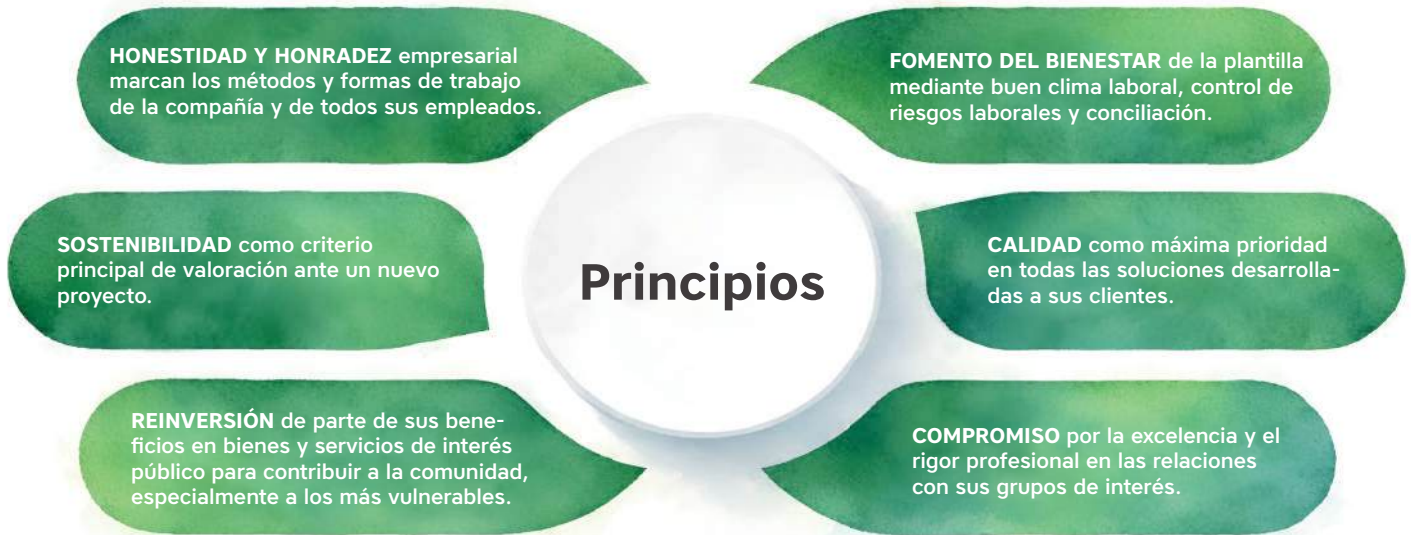 HONESTIDAD Y HONRADEZ empresarial
marcan los métodos y formas de trabajo
de la compañía y de todos sus empleados.
FOMENTO DEL BIENESTAR de la plantilla
mediante buen clima laboral, control de
riesgos laborales y conciliación.
SOSTENIBILIDAD como criterio
principal de valoración ante un nuevo
proyecto.
Principios
CALIDAD como máxima prioridad
en todas las soluciones desarrolla-
das a sus clientes.
REINVERSIÓN de parte de sus bene-
ficios en bienes y servicios de interés
público para contribuir a la comunidad,
especialmente a los más vulnerables.
COMPROMISO por la excelencia y el
rigor profesional en las relaciones
con sus grupos de interés.